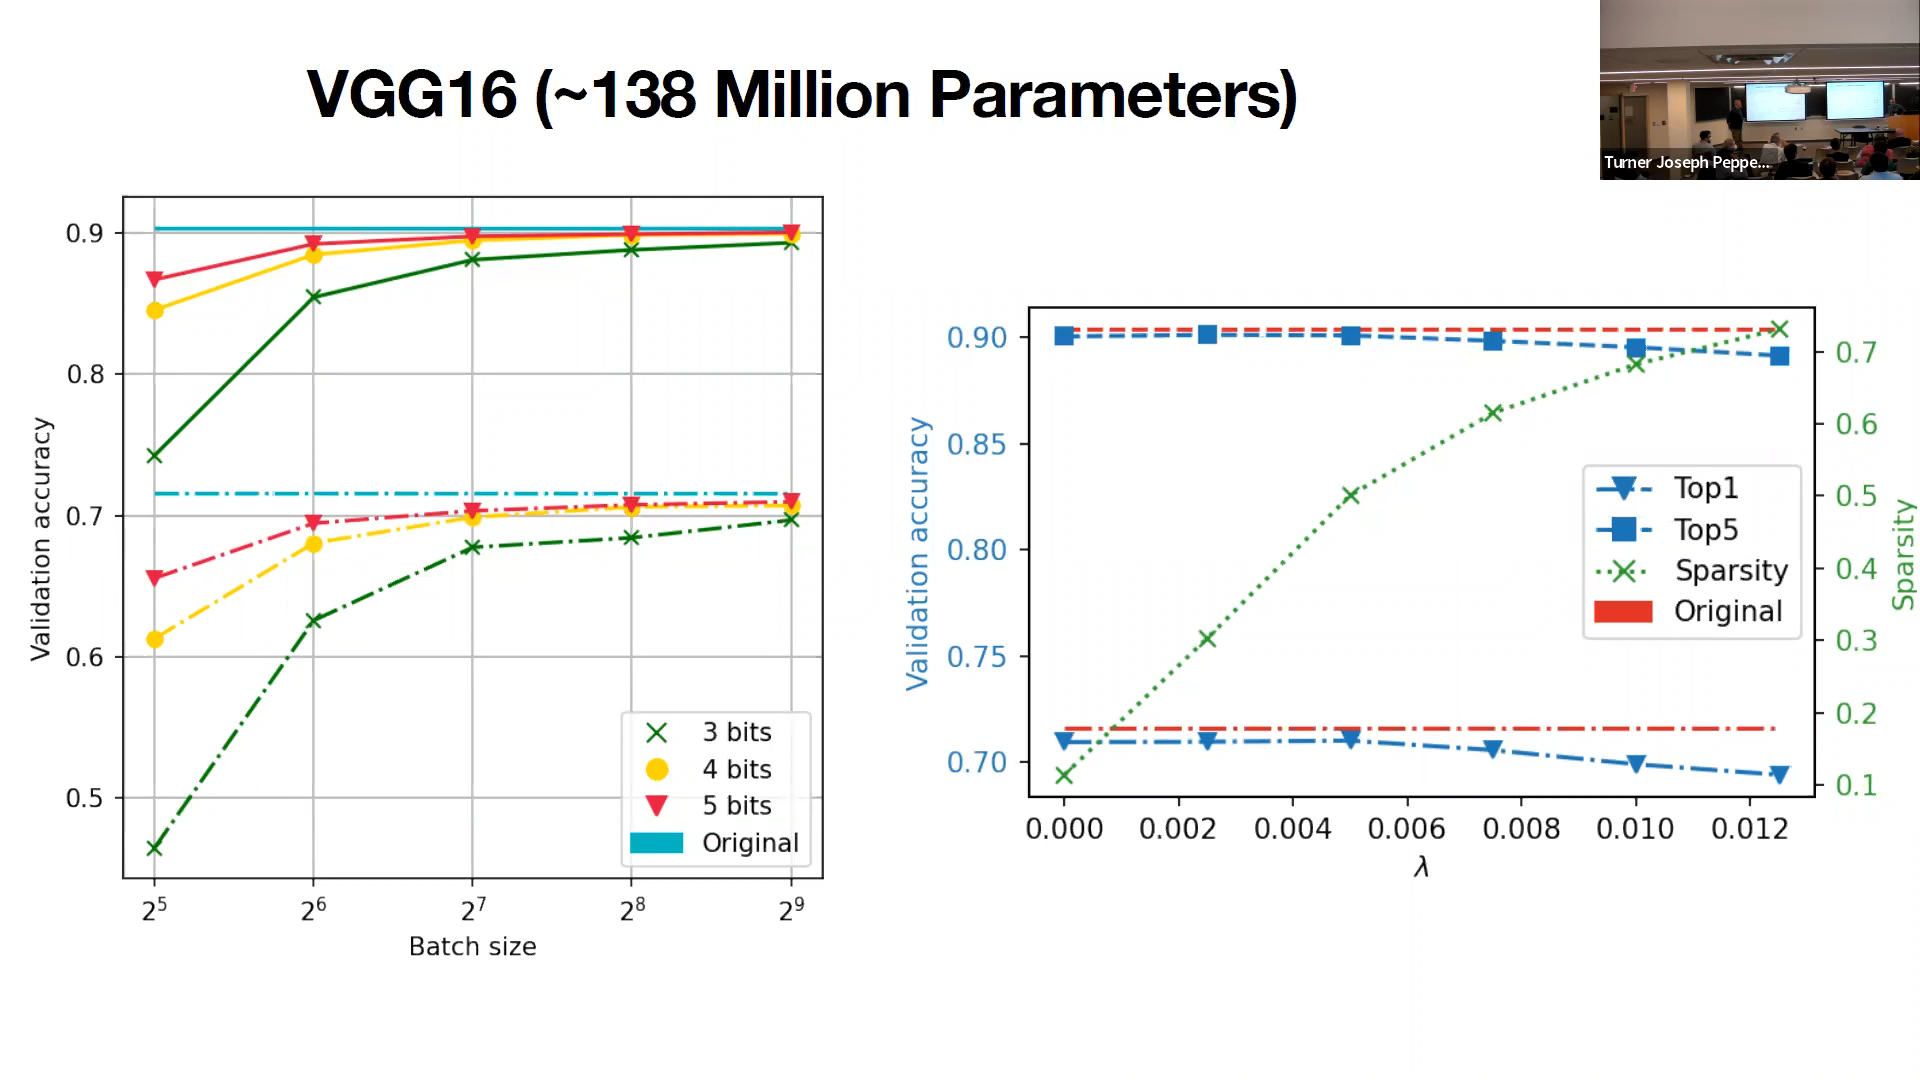 VGG16 (~138 Million Parameters)
Turner Joseph Peppe...
Validation accuracy
0.9
0.8
0.7
0.6
0.5
3 bits
4 bits
5 bits
Original
2⁵ 2⁶ 2⁷ 2⁸ 2⁹
Batch size
Validation accuracy
0.90
0.85
0.80
0.75
0.70
Top1
Top5
Sparsity
Original
0.7
0.6
0.5
0.4
0.3
0.2
0.1
Sparsity
0.000 0.002 0.004 0.006 0.008 0.010 0.012
λ